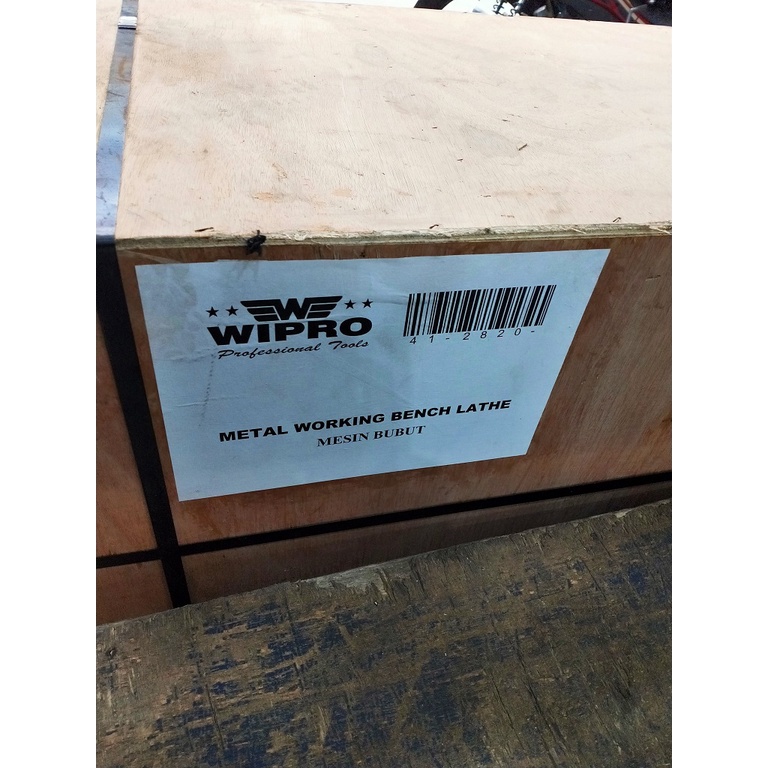 WIPRO
Professional Tools
41-2820-
METAL WORKING BENCH LATHE
MESIN BUBUT